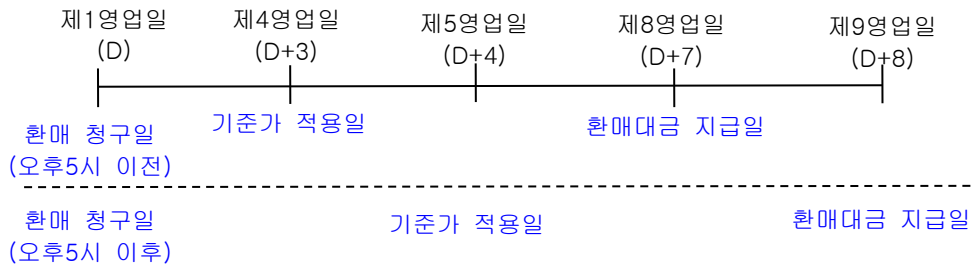 제1영업일 제4영업일 제5영업일 제8영업일 제9영업일
(D) (D+3) (D+4) (D+7) (D+8)
환매 청구일 기준가 적용일 환매대금 지급일
(오후5시 이전)
환매 청구일 기준가 적용일 환매대금 지급일
(오후5시 이후)